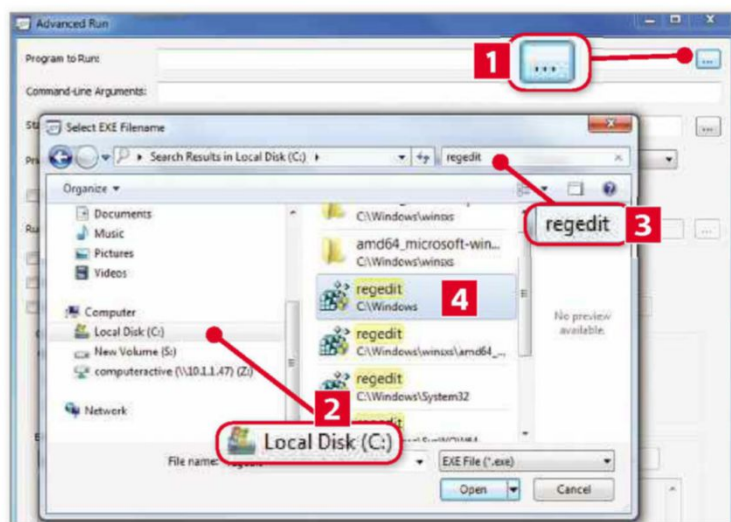 Advanced Run
Program to Run:
1
...
Command-Line Arguments:
Select EXE Filename
Search Results in Local Disk (C:)
regedit
Organize
Documents
Music
Pictures
Videos
Computer
Local Disk (C:)
New Volume (S:)
computeractive (\\10.1.1.47) (Z:)
Network
C:\Windows\winsxs
amd64_microsoft-win...
C:\Windows\winsxs
regedit
C:\Windows
4
regedit
C:\Windows\winsxs\amd64_...
regedit
C:\Windows\System32
regedit
3
No preview available.
2
Local Disk (C:)
File name:
EXE File (*.exe)
Open
Cancel